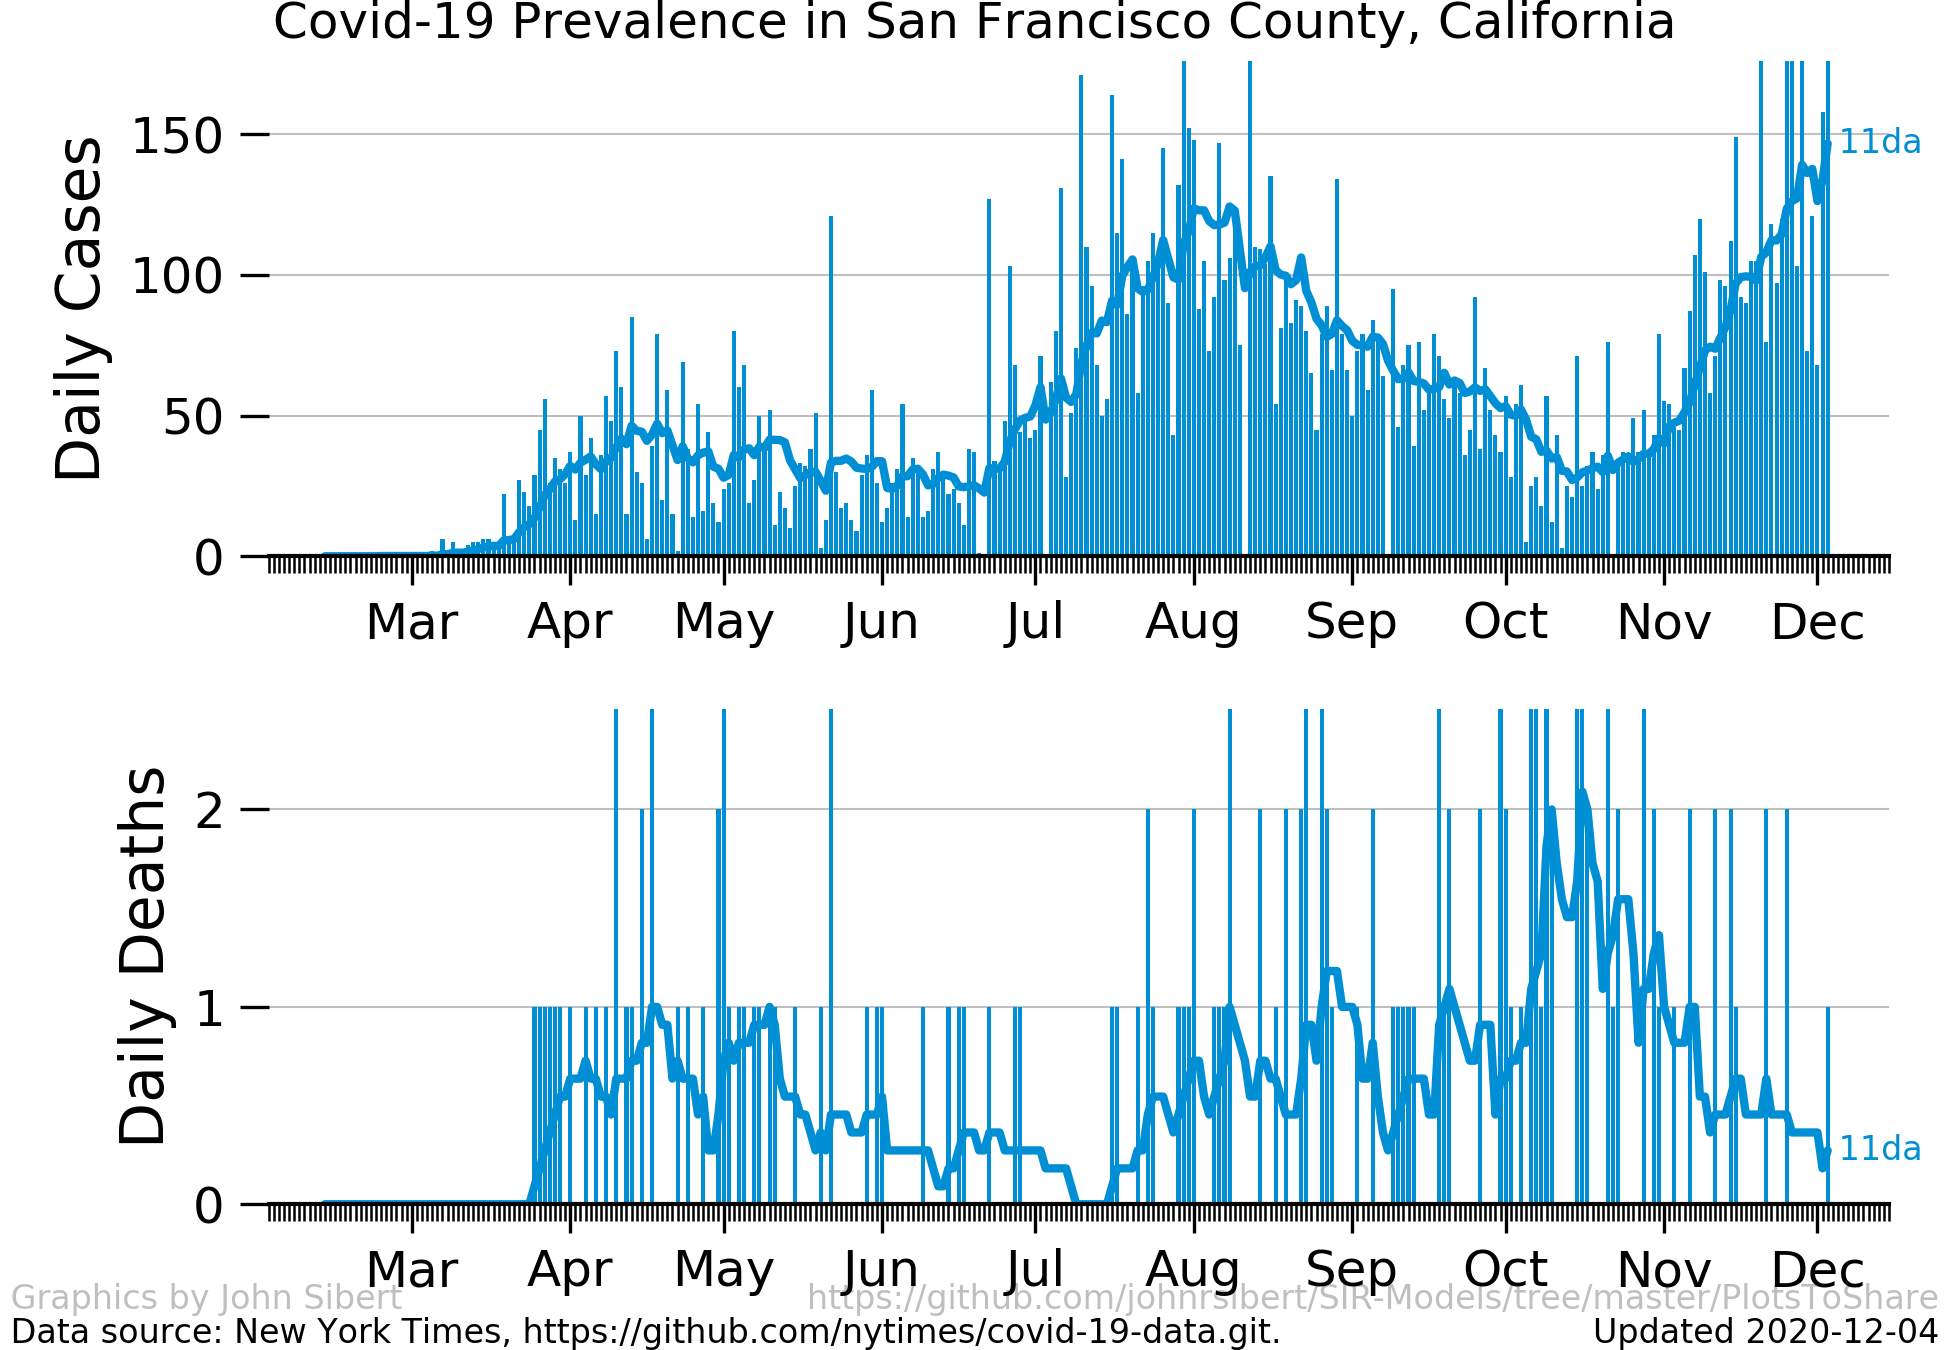 Covid-19 Prevalence in San Francisco County, California
Daily Cases
150
100
50
0
11da
Mar Apr May Jun Jul Aug Sep Oct Nov Dec
Daily Deaths
2
1
0
11da
Mar Apr May Jun Jul Aug Sep Oct Nov Dec
Graphics by John Sibert https://github.com/johnrsibert/SIR-Models/tree/master/PlotsToShare
Data source: New York Times, https://github.com/nytimes/covid-19-data.git. Updated 2020-12-04